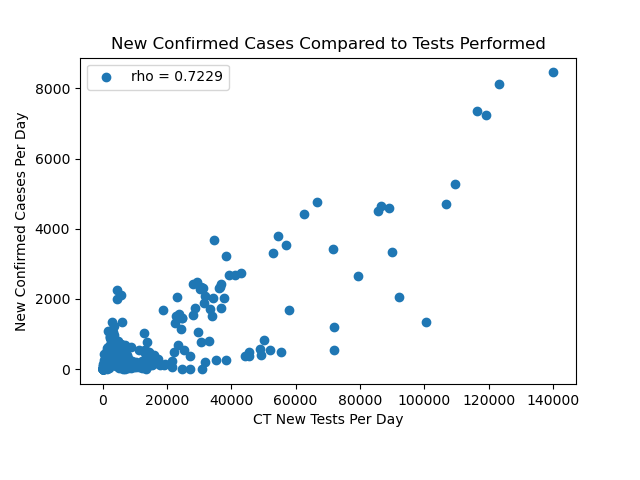 New Confirmed Cases Compared to Tests Performed
rho = 0.7229
New Confirmed Caeses Per Day
8000
6000
4000
2000
0
0 20000 40000 60000 80000 100000 120000 140000
CT New Tests Per Day